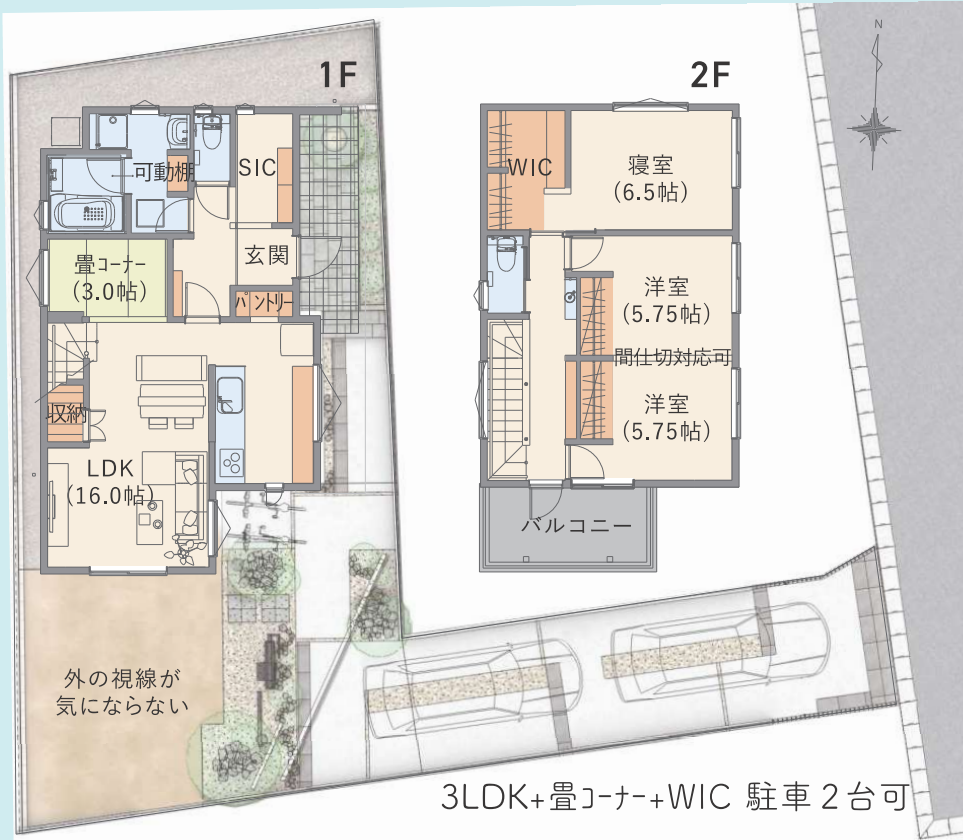 1F
2F
N
可動棚
SIC
玄関
畳コーナー
(3.0帖)
パントリー
収納
LDK
(16.0帖)
外の視線が
気にならない
WIC
寝室
(6.5帖)
洋室
(5.75帖)
間仕切対応可
洋室
(5.75帖)
バルコニー
3LDK+畳コーナー+WIC 駐車2台可